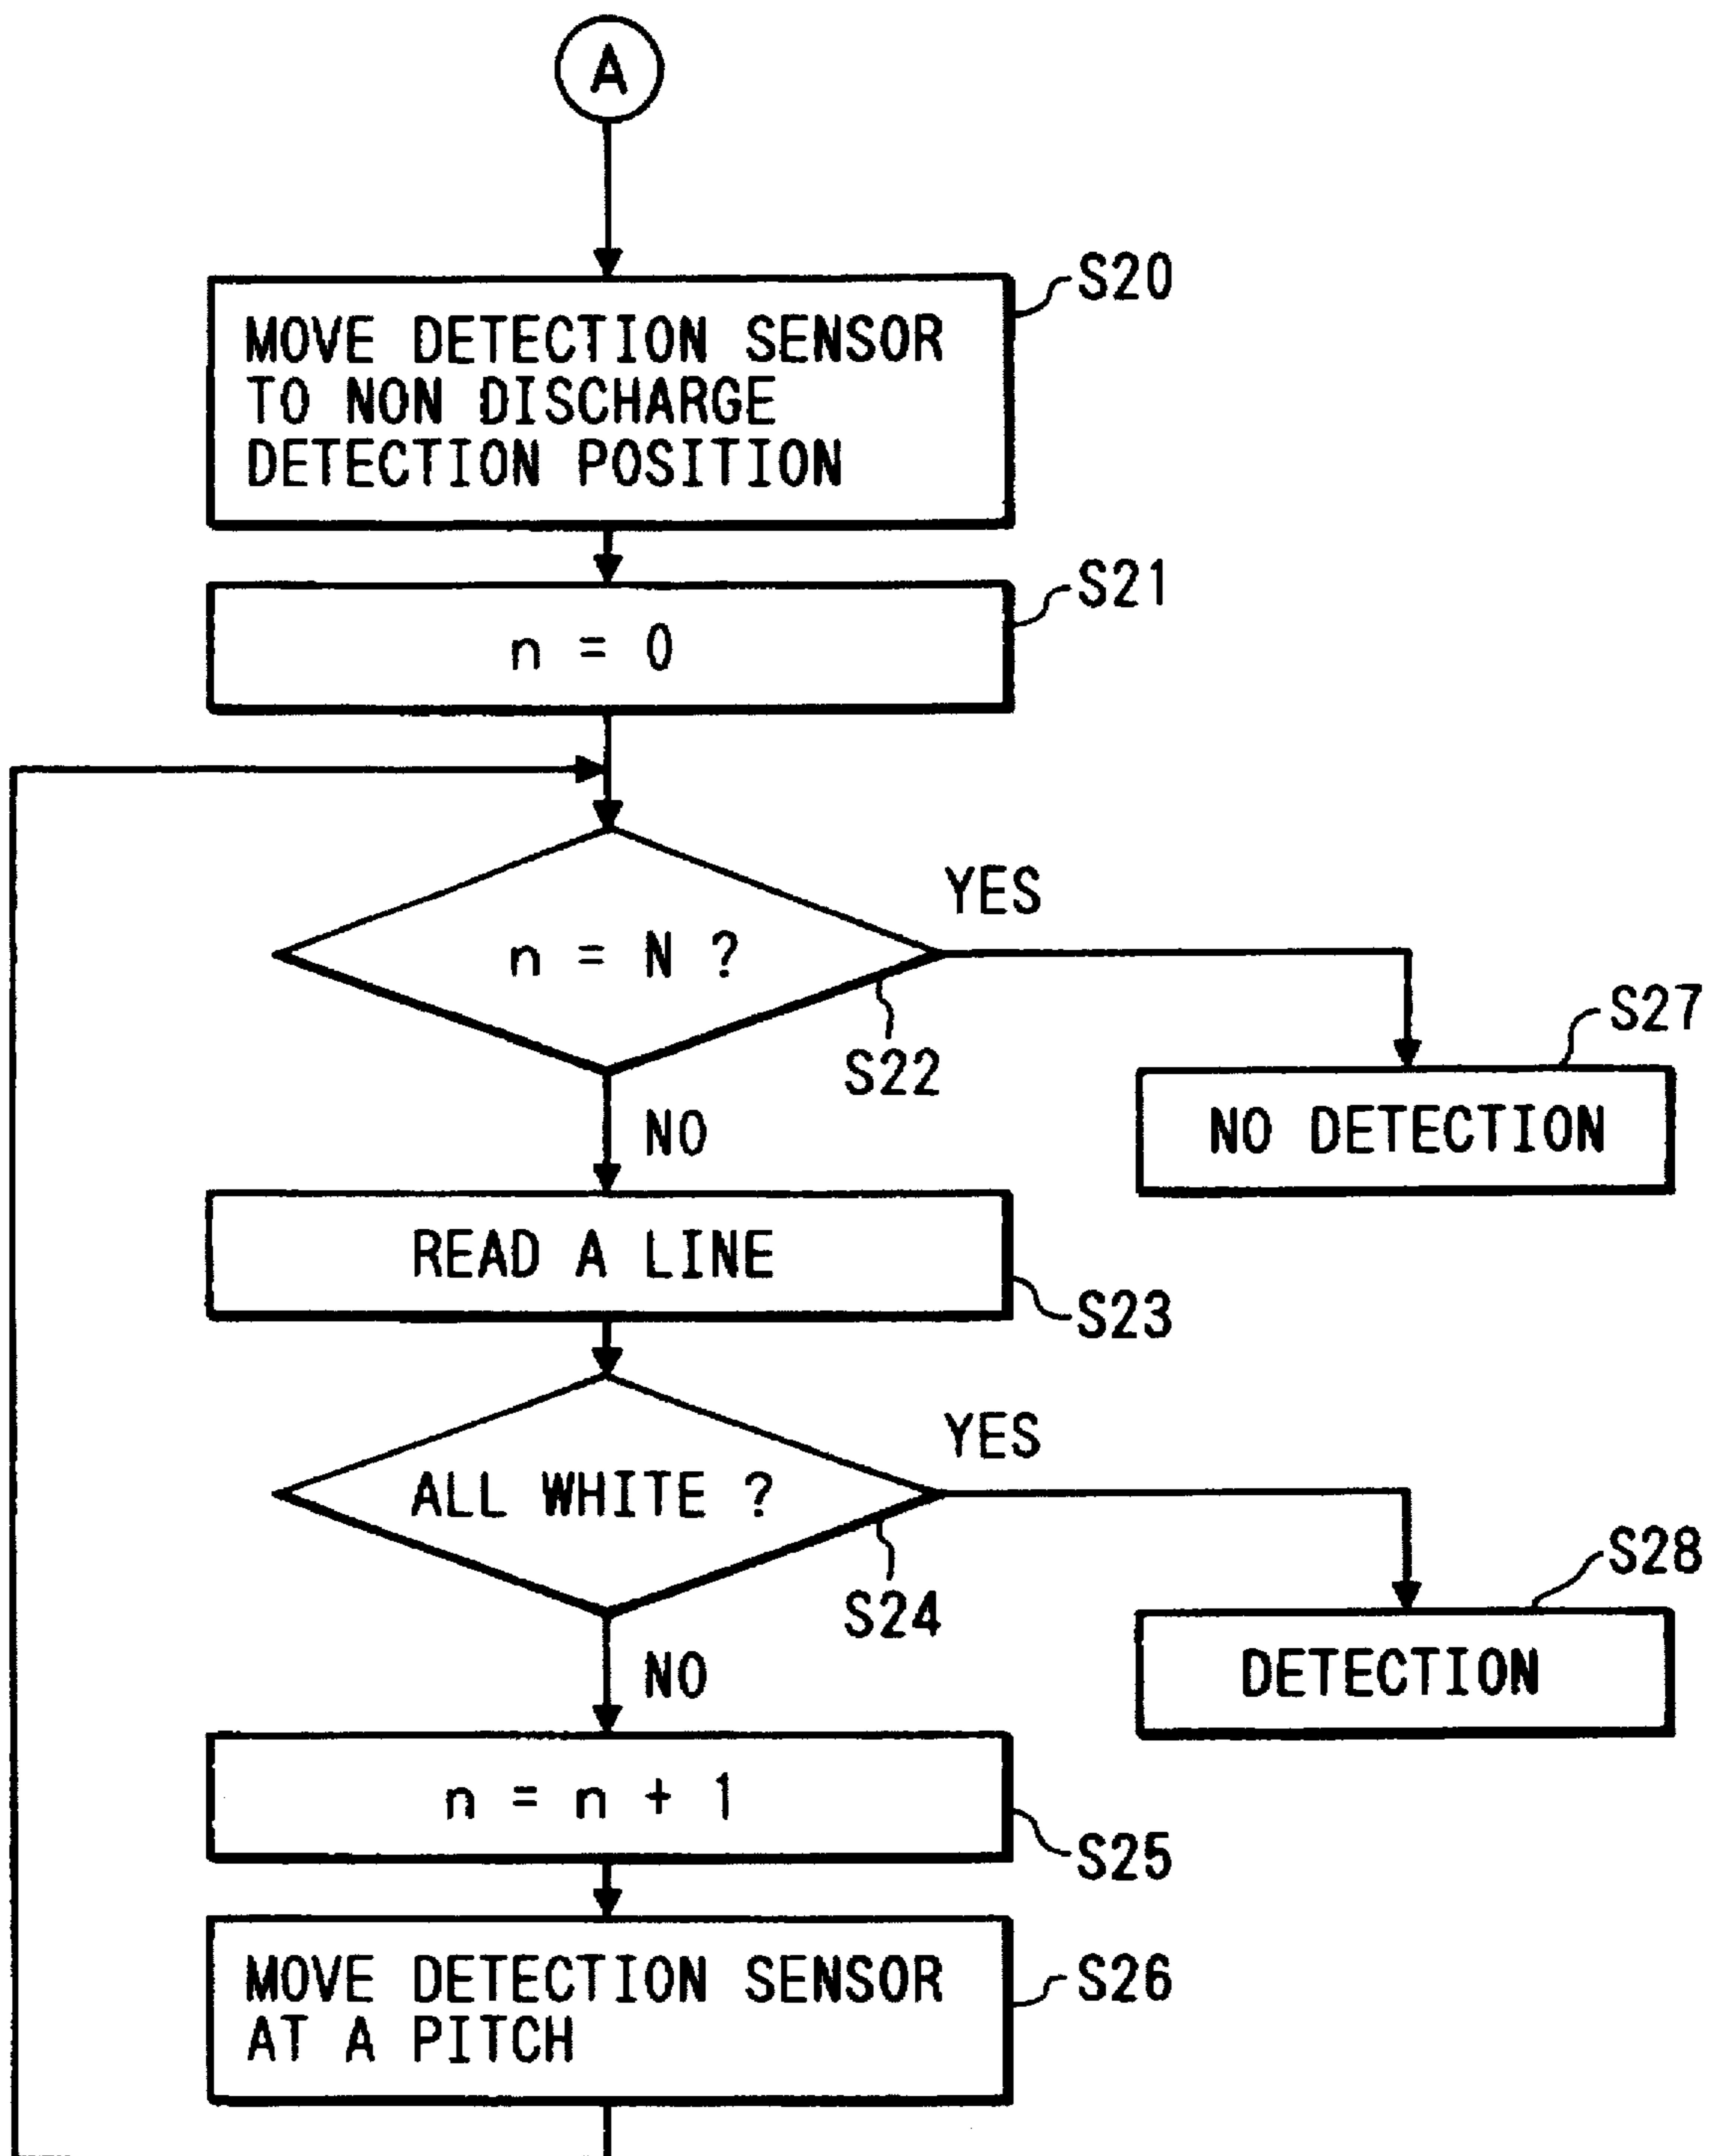 A
S20
MOVE DETECTION SENSOR
TO NON DISCHARGE
DETECTION POSITION
S21
n = 0
YES
n = N ?
S22
S27
NO DETECTION
NO
READ A LINE
S23
YES
ALL WHITE ?
S24
S28
DETECTION
NO
n = n + 1
S25
MOVE DETECTION SENSOR
AT A PITCH
S26